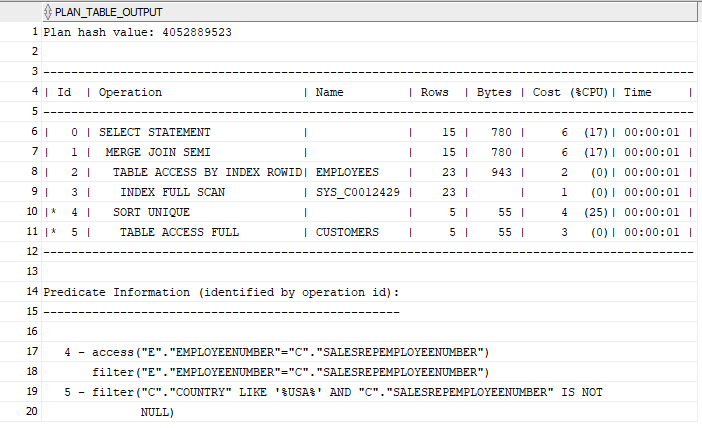 PLAN_TABLE_OUTPUT
1 Plan hash value: 4052889523
2
3 -------------------------------------------------------------------------------------------
4 | Id  | Operation                    | Name         | Rows  | Bytes | Cost (%CPU)| Time     |
5 -------------------------------------------------------------------------------------------
6 |   0 | SELECT STATEMENT             |              |    15 |   780 |     6  (17)| 00:00:01 |
7 |   1 |  MERGE JOIN SEMI             |              |    15 |   780 |     6  (17)| 00:00:01 |
8 |   2 |   TABLE ACCESS BY INDEX ROWID| EMPLOYEES    |    23 |   943 |     2   (0)| 00:00:01 |
9 |   3 |    INDEX FULL SCAN           | SYS_C0012429 |    23 |       |     1   (0)| 00:00:01 |
10 |*  4 |   SORT UNIQUE                |              |     5 |    55 |     4  (25)| 00:00:01 |
11 |*  5 |    TABLE ACCESS FULL         | CUSTOMERS    |     5 |    55 |     3   (0)| 00:00:01 |
12 -------------------------------------------------------------------------------------------
13
14 Predicate Information (identified by operation id):
15 ---------------------------------------------------
16
17    4 - access("E"."EMPLOYEENUMBER"="C"."SALESREPEMPLOYEENUMBER")
18        filter("E"."EMPLOYEENUMBER"="C"."SALESREPEMPLOYEENUMBER")
19    5 - filter("C"."COUNTRY" LIKE '%USA%' AND "C"."SALESREPEMPLOYEENUMBER" IS NOT
20               NULL)